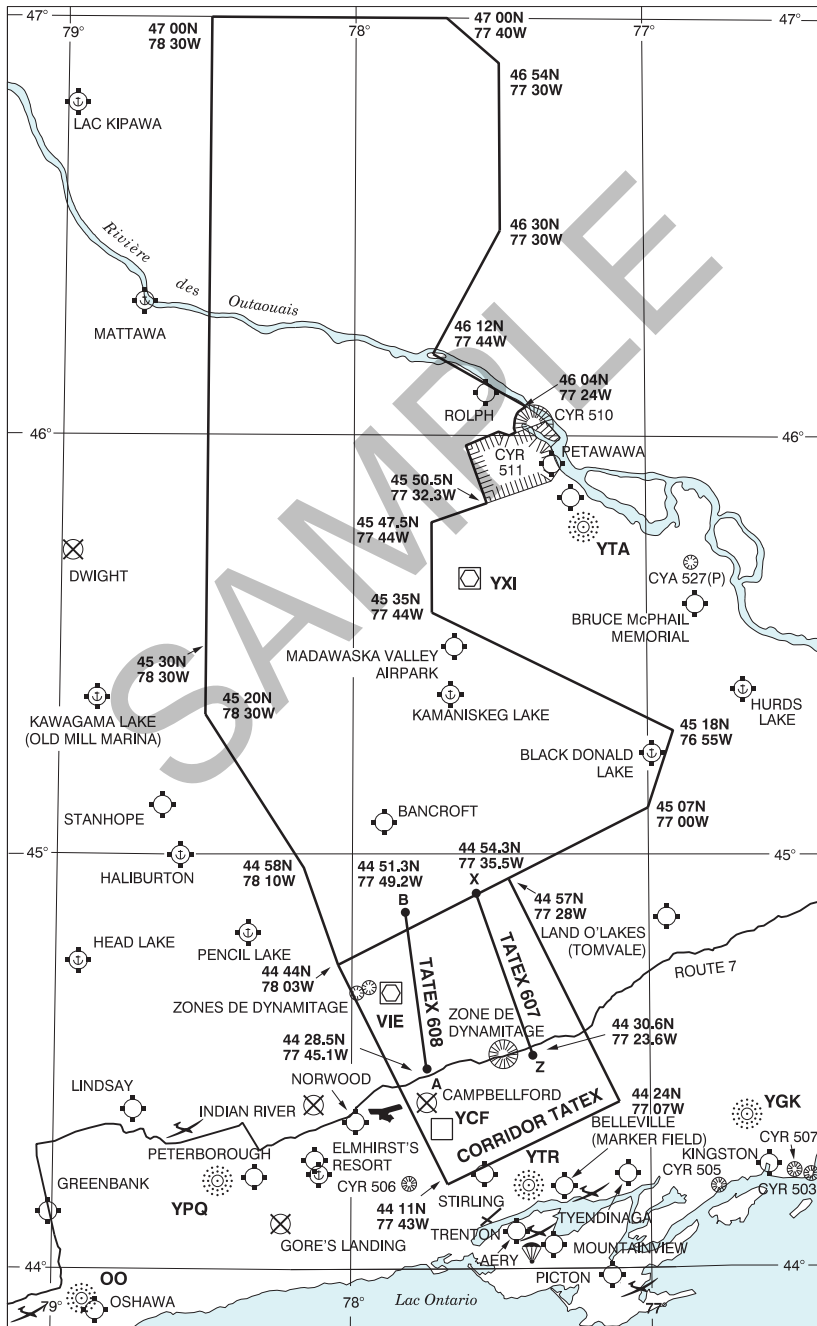 47°
79°
47 00N
78 30W
78°
47 00N
77 40W
77°
47°
46 54N
77 30W
LAC KIPAWA
Rivière
des
Outaouais
46 30N
77 30W
MATTAWA
46 12N
77 44W
46 04N
77 24W
ROLPH
CYR 510
46°
46°
PETAWAWA
CYR
511
45 50.5N
77 32.3W
45 47.5N
77 44W
YTA
DWIGHT
YXI
CYA 527(P)
45 35N
77 44W
BRUCE McPHAIL
MEMORIAL
MADAWASKA VALLEY
AIRPARK
45 30N
78 30W
45 20N
78 30W
KAMANISKEG LAKE
HURDS
LAKE
KAWAGAMA LAKE
(OLD MILL MARINA)
45 18N
76 55W
BLACK DONALD
LAKE
STANHOPE
BANCROFT
45 07N
77 00W
45°
45°
HALIBURTON
44 58N
78 10W
44 51.3N
77 49.2W
44 54.3N
77 35.5W
X
B
44 57N
77 28W
LAND O'LAKES
(TOMVALE)
HEAD LAKE
PENCIL LAKE
44 44N
78 03W
TATEX 608
TATEX 607
ROUTE 7
ZONES DE DYNAMITAGE
VIE
ZONE DE
DYNAMITAGE
44 28.5N
77 45.1W
44 30.6N
77 23.6W
A
Z
LINDSAY
NORWOOD
CAMPBELLFORD
INDIAN RIVER
YCF
CORRIDOR TATEX
44 24N
77 07W
YGK
BELLEVILLE
(MARKER FIELD)
PETERBOROUGH
ELMHIRST'S
RESORT
YTR
KINGSTON
CYR 507
CYR 505
CYR 503
GREENBANK
YPQ
CYR 506
STIRLING
44 11N
77 43W
TYENDINAGA
GORE'S LANDING
TRENTON
AERY
MOUNTAINVIEW
44°
44°
PICTON
OO
79°
OSHAWA
78°
Lac Ontario
77°
SAMPLE